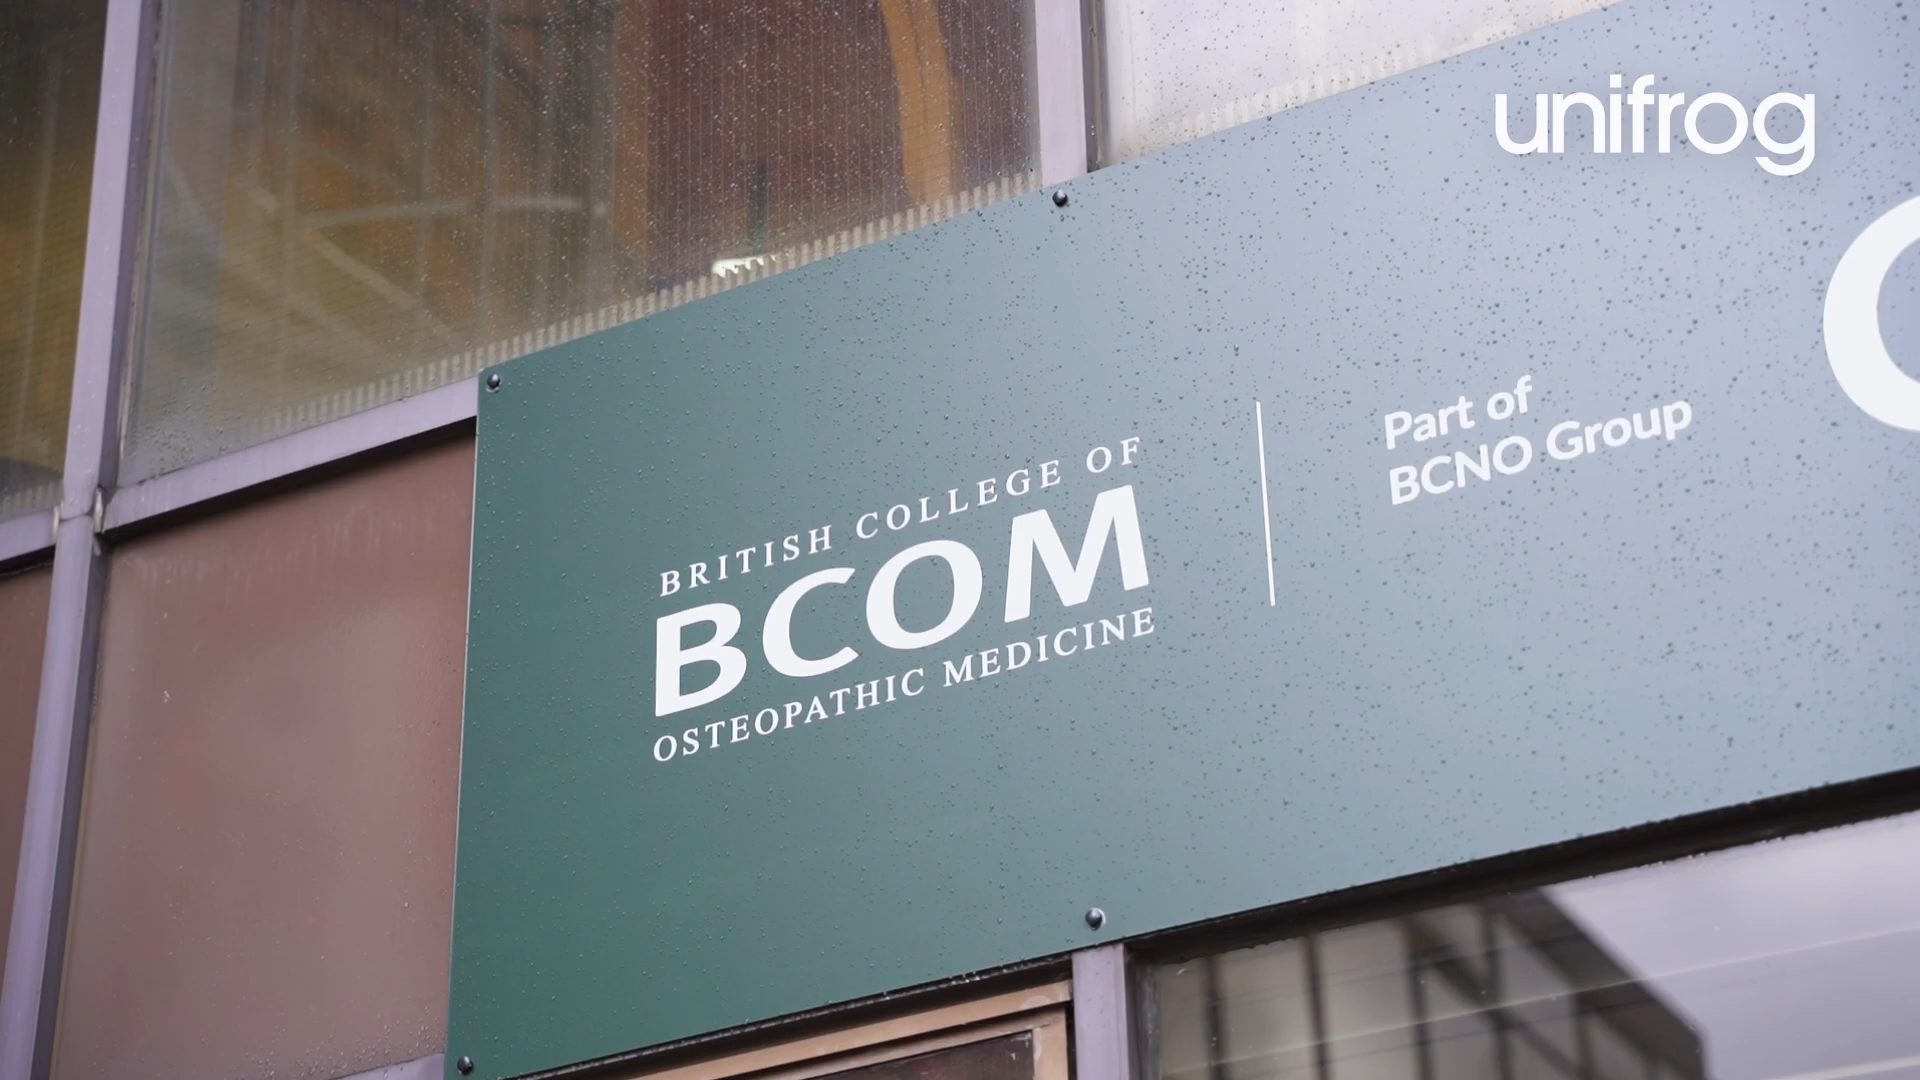 unifrog
BRITISH COLLEGE OF
BCOM
OSTEOPATHIC MEDICINE
Part of
BCNO Group